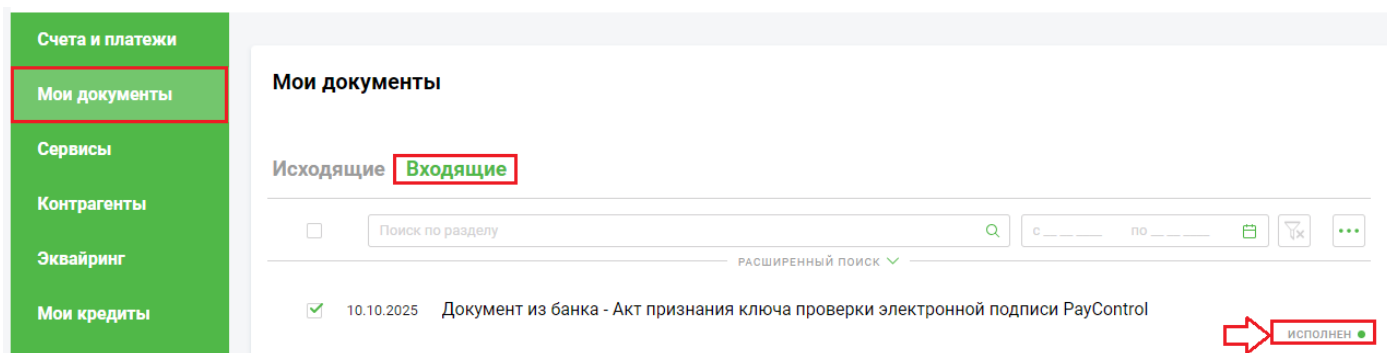 Счета и платежи
Мои документы
Сервисы
Контрагенты
Эквайринг
Мои кредиты
Мои документы
Исходящие Входящие
Поиск по разделу с __.__.____ по __.__.____
РАСШИРЕННЫЙ ПОИСК
10.10.2025 Документ из банка - Акт признания ключа проверки электронной подписи PayControl
ИСПОЛНЕН